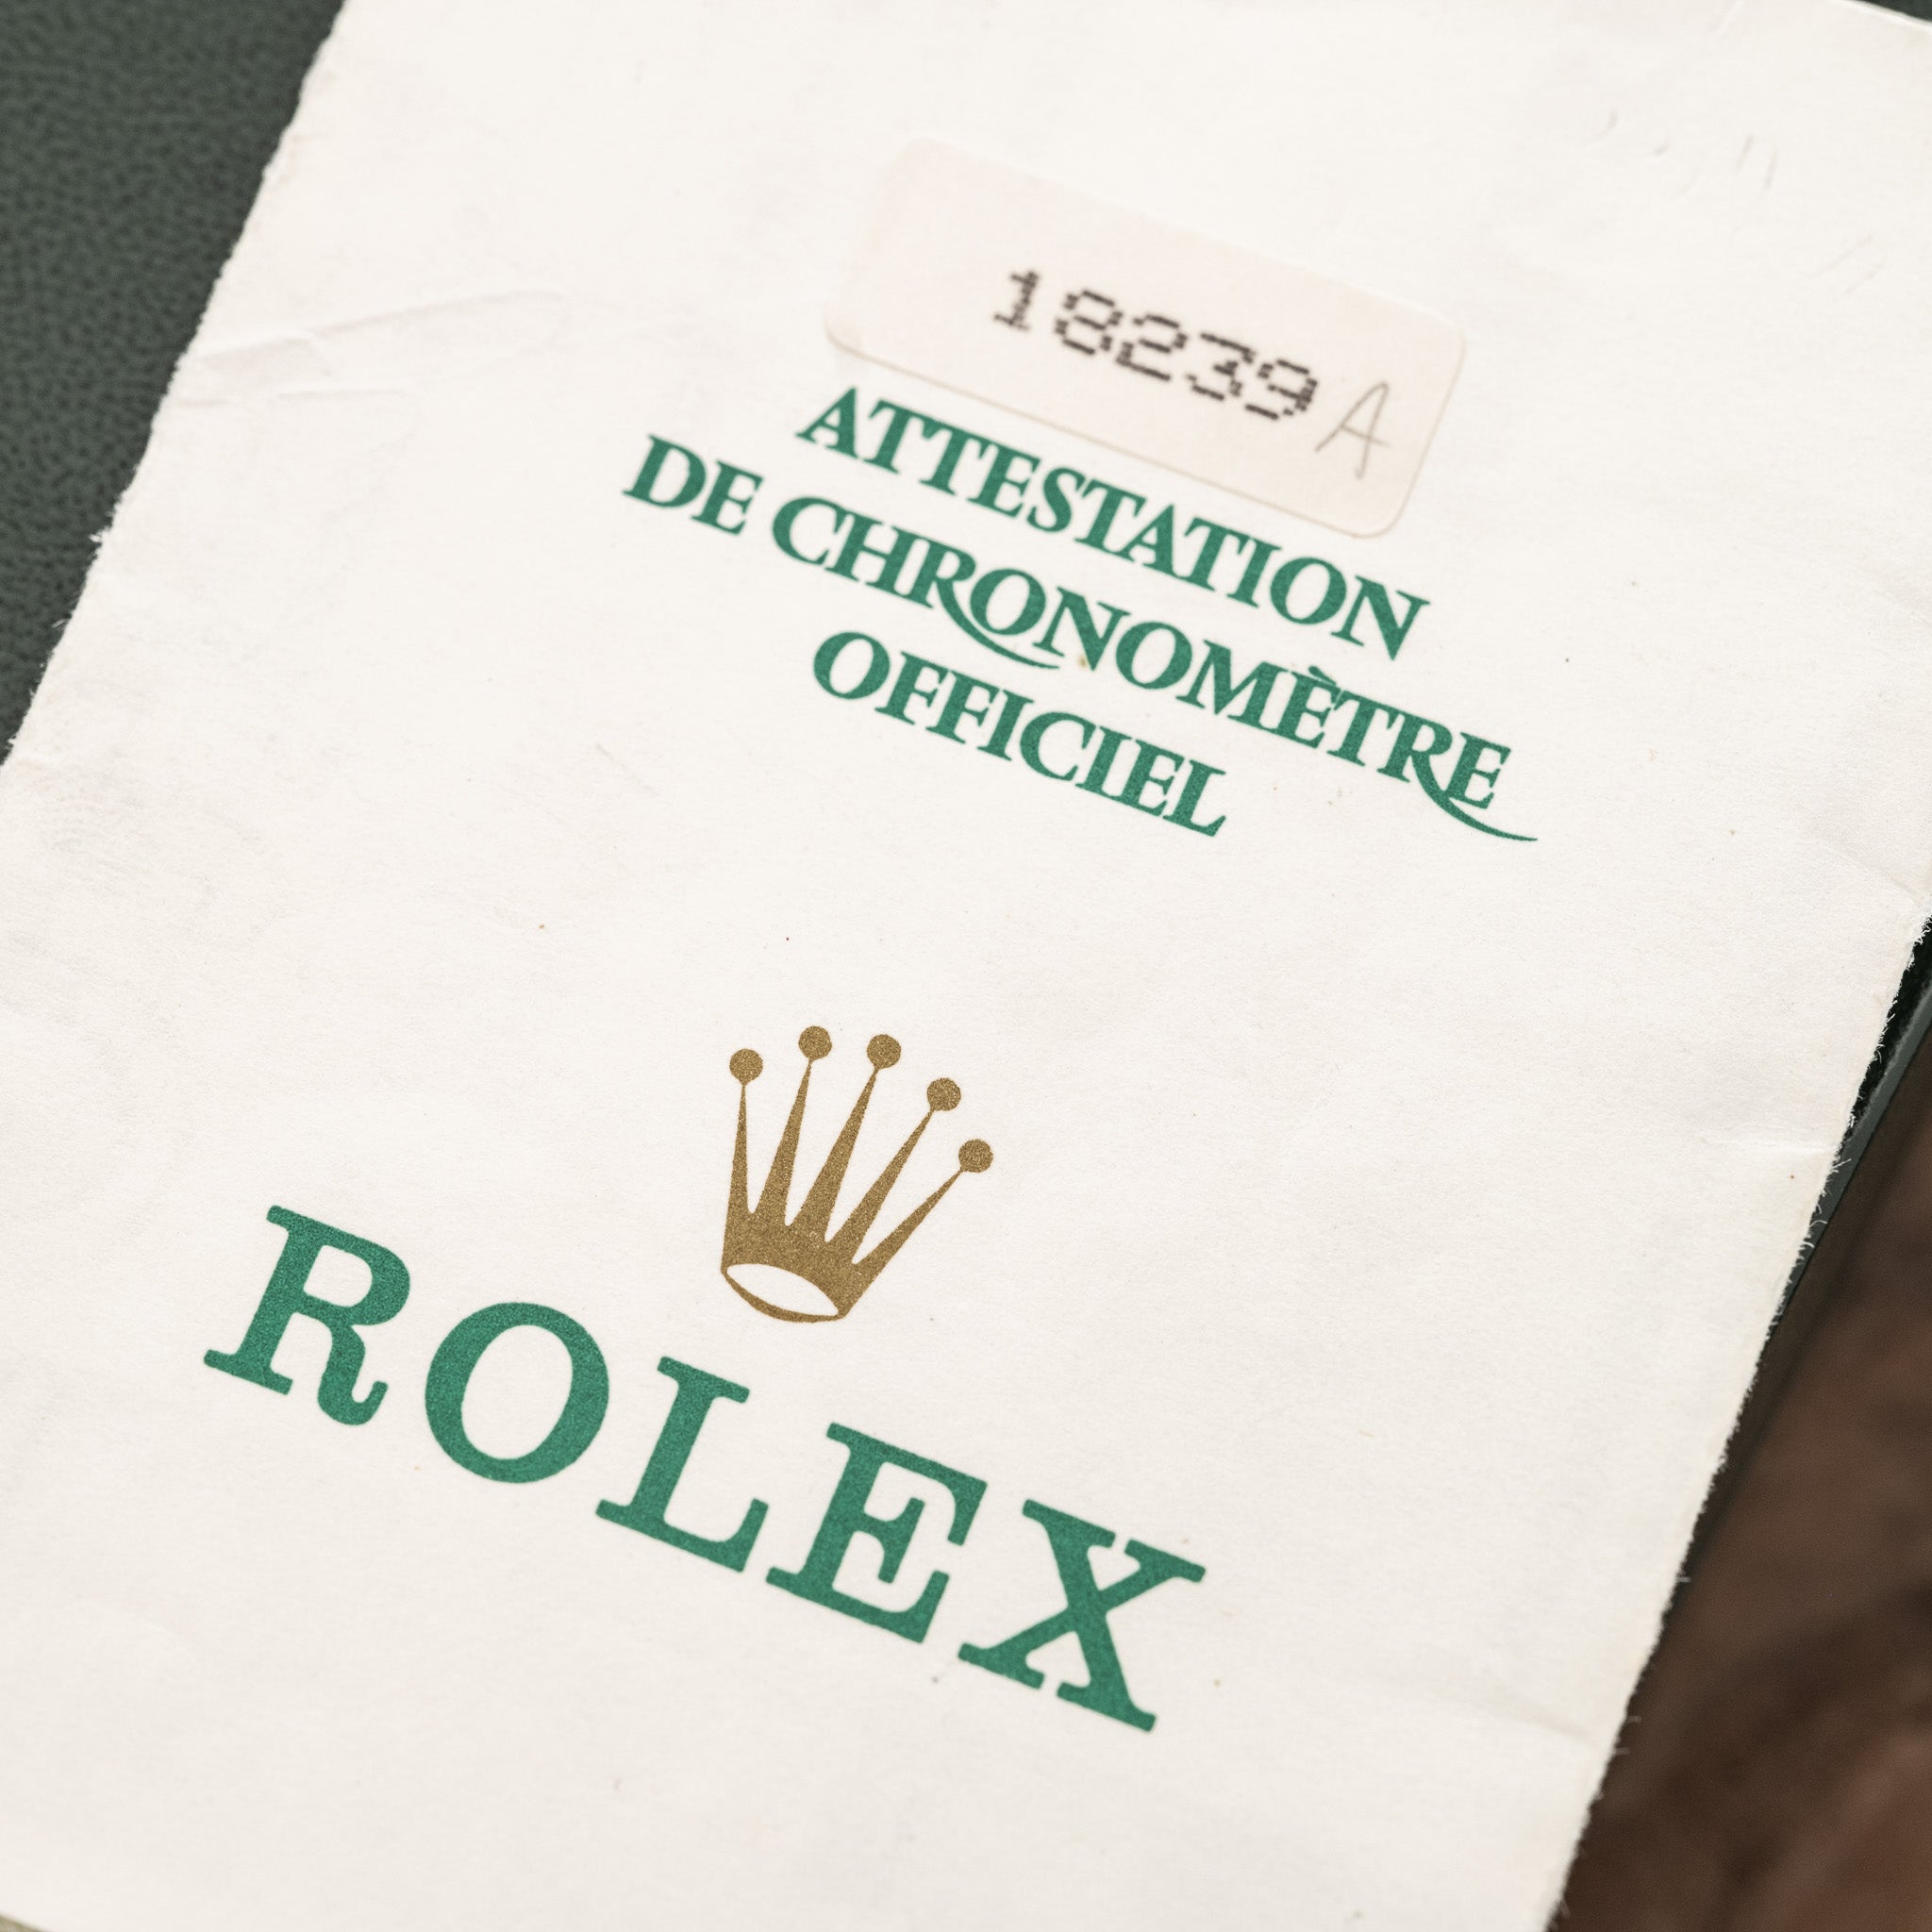 18239 A
ATTESTATION
DE CHRONOMÈTRE
OFFICIEL
ROLEX